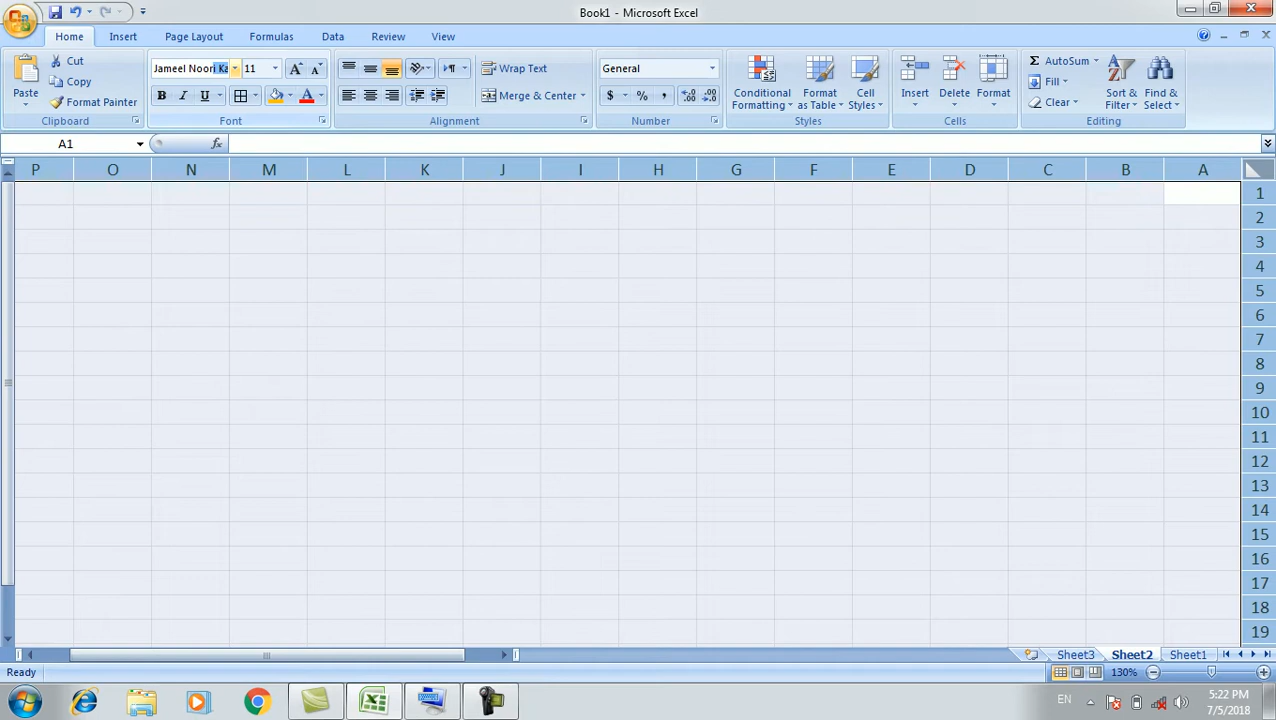 Book1 - Microsoft Excel
Home Insert Page Layout Formulas Data Review View
Paste
Cut
Copy
Format Painter
Clipboard
Jameel Noori Ka
11
B I U
Font
Wrap Text
Merge & Center
Alignment
General
$ % ,
Number
Conditional Formatting
Format as Table
Cell Styles
Styles
Insert
Delete
Format
Cells
Σ AutoSum
Fill
Clear
Sort & Filter
Find & Select
Editing
A1
fx
P O N M L K J I H G F E D C B A
1
2
3
4
5
6
7
8
9
10
11
12
13
14
15
16
17
18
19
Sheet3 Sheet2 Sheet1
Ready
130%
EN
5:22 PM
7/5/2018